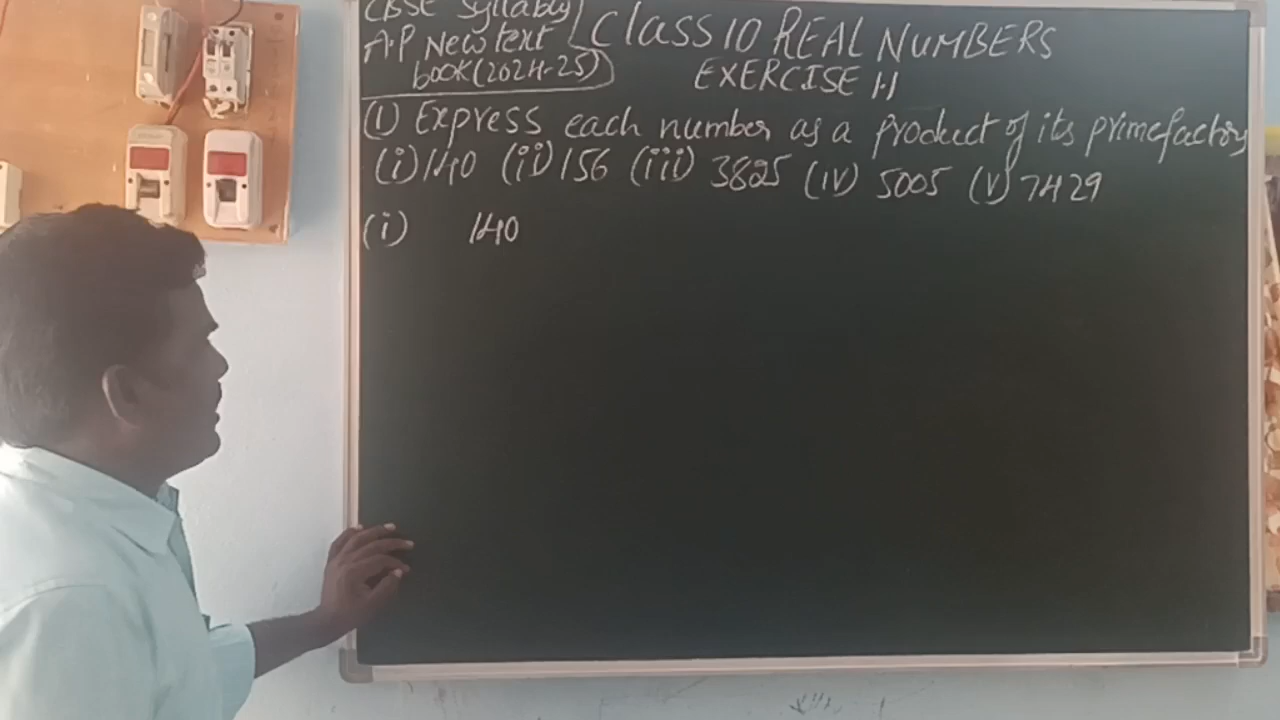 CBSE Syllabus
A.P New text
book(2024-25)
Class 10 REAL NUMBERS
EXERCISE 1.1
(1) Express each number as a product of its prime factors
(i) 140 (ii) 156 (iii) 3825 (iv) 5005 (v) 7429
(i) 140